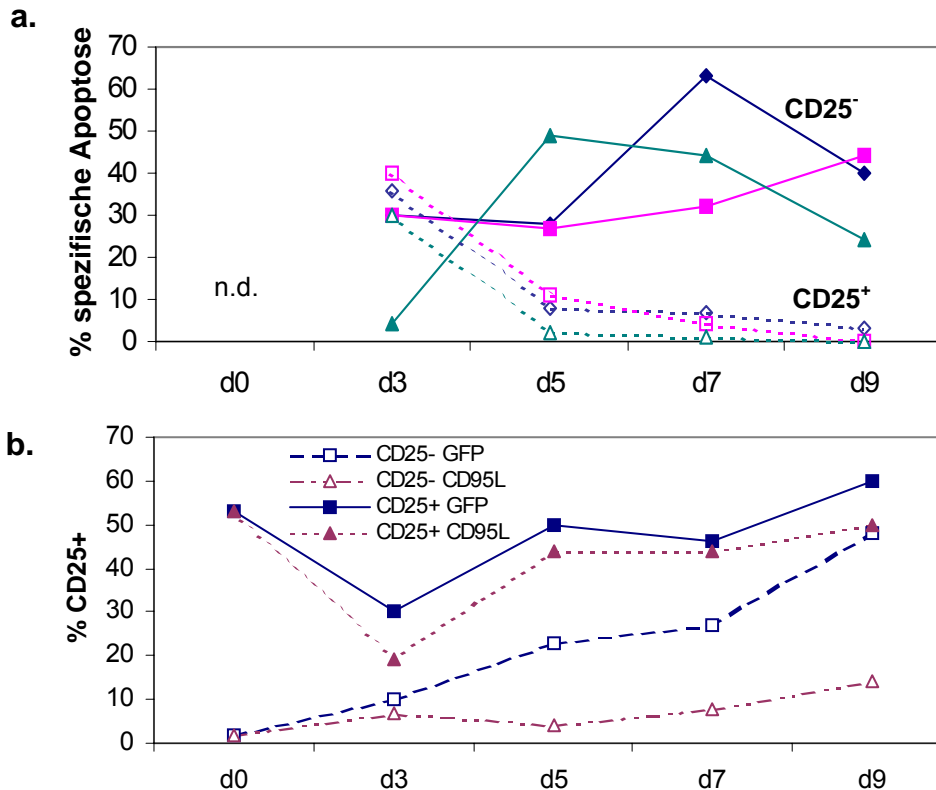 a.
% spezifische Apoptose
70
60
50
40
30
20
10
0
n.d.
CD25-
CD25+
d0 d3 d5 d7 d9
b.
% CD25+
70
60
50
40
30
20
10
0
CD25- GFP
CD25- CD95L
CD25+ GFP
CD25+ CD95L
d0 d3 d5 d7 d9